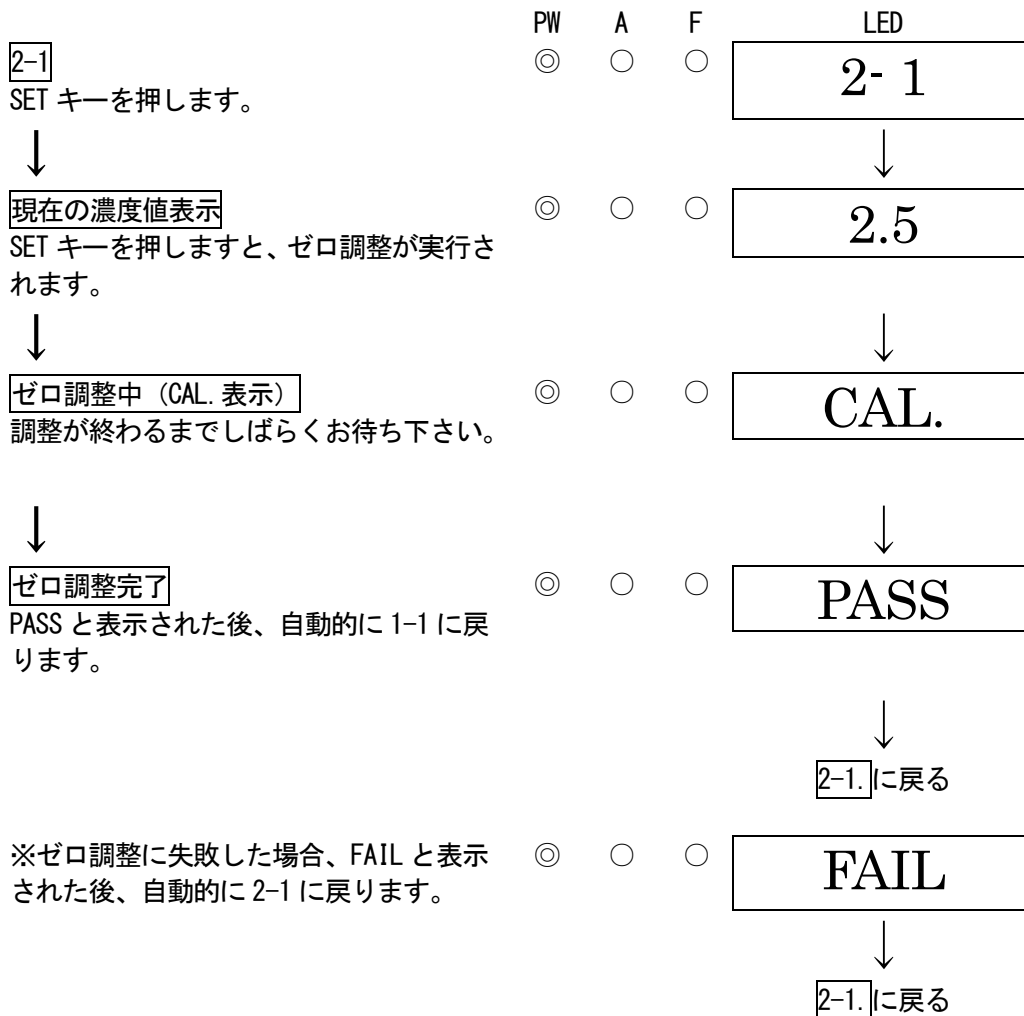 PW A F LED
2-1 ◎ ○ ○ 2- 1
SET キーを押します。
↓ ↓
現在の濃度値表示 ◎ ○ ○ 2.5
SET キーを押しますと、ゼロ調整が実行さ
れます。
↓ ↓
ゼロ調整中（CAL.表示） ◎ ○ ○ CAL.
調整が終わるまでしばらくお待ち下さい。
↓ ↓
ゼロ調整完了 ◎ ○ ○ PASS
PASS と表示された後、自動的に 1-1 に戻
ります。
↓
2-1.に戻る
※ゼロ調整に失敗した場合、FAIL と表示 ◎ ○ ○ FAIL
された後、自動的に 2-1 に戻ります。
↓
2-1.に戻る